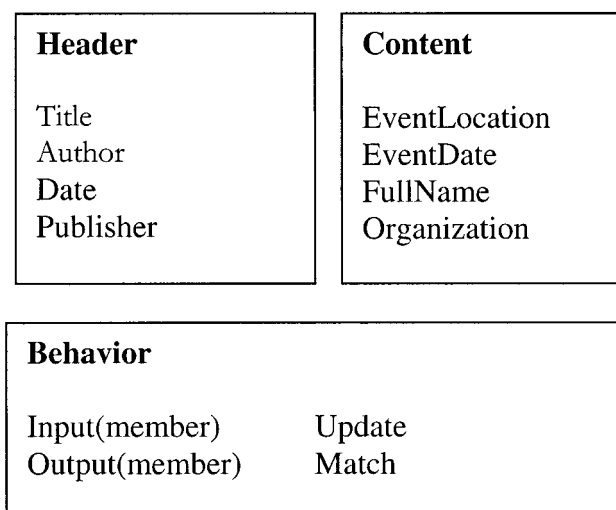 Header
Title
Author
Date
Publisher
Content
EventLocation
EventDate
FullName
Organization
Behavior
Input(member) Update
Output(member) Match